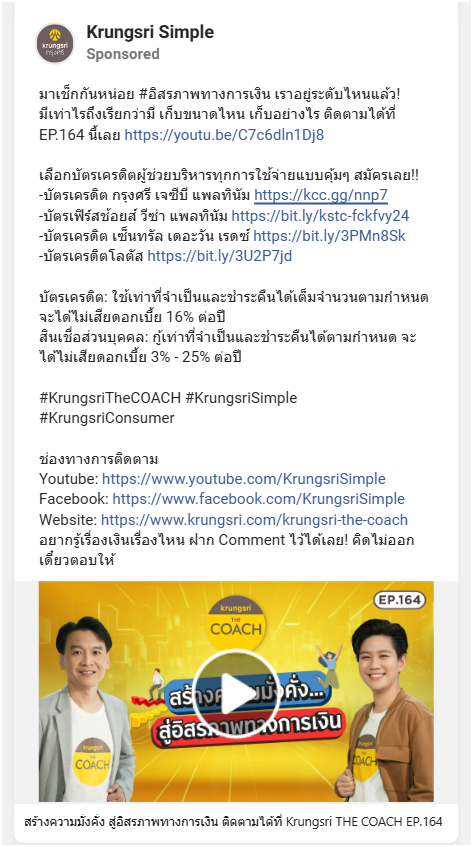 Krungsri Simple
Sponsored
krungsri
กรุงศรี
มาเช็กกันหน่อย #อิสรภาพทางการเงิน เราอยู่ระดับไหนแล้ว!
มีเท่าไรถึงเรียกว่ามี เก็บขนาดไหน เก็บอย่างไร ติดตามได้ที่
EP.164 นี้เลย https://youtu.be/C7c6dln1Dj8
เลือกบัตรเครดิตผู้ช่วยบริหารทุกการใช้จ่ายแบบคุ้มๆ สมัครเลย!!
-บัตรเครดิต กรุงศรี เจซีบี แพลทินัม https://kcc.gg/nnp7
-บัตรเฟิร์สช้อยส์ วีซ่า แพลทินัม https://bit.ly/kstc-fckfvy24
-บัตรเครดิต เซ็นทรัล เดอะวัน เรดซ์ https://bit.ly/3PMn8Sk
-บัตรเครดิตโลตัส https://bit.ly/3U2P7jd
บัตรเครดิต: ใช้เท่าที่จำเป็นและชำระคืนได้เต็มจำนวนตามกำหนด
จะได้ไม่เสียดอกเบี้ย 16% ต่อปี
สินเชื่อส่วนบุคคล: กู้เท่าที่จำเป็นและชำระคืนได้ตามกำหนด จะ
ได้ไม่เสียดอกเบี้ย 3% - 25% ต่อปี
#KrungsriTheCOACH #KrungsriSimple
#KrungsriConsumer
ช่องทางการติดตาม
Youtube: https://www.youtube.com/KrungsriSimple
Facebook: https://www.facebook.com/KrungsriSimple
Website: https://www.krungsri.com/krungsri-the-coach
อยากรู้เรื่องเงินเรื่องไหน ฝาก Comment ไว้ได้เลย! คิดไม่ออก
เดี๋ยวตอบให้
EP.164
krungsri
THE
COACH
สู่อิสรภาพทางการเงิน
krungsri
THE
COACH
krungsri
THE
COACH
สร้างความมั่งคั่ง สู่อิสรภาพทางการเงิน ติดตามได้ที่ Krungsri THE COACH EP.164